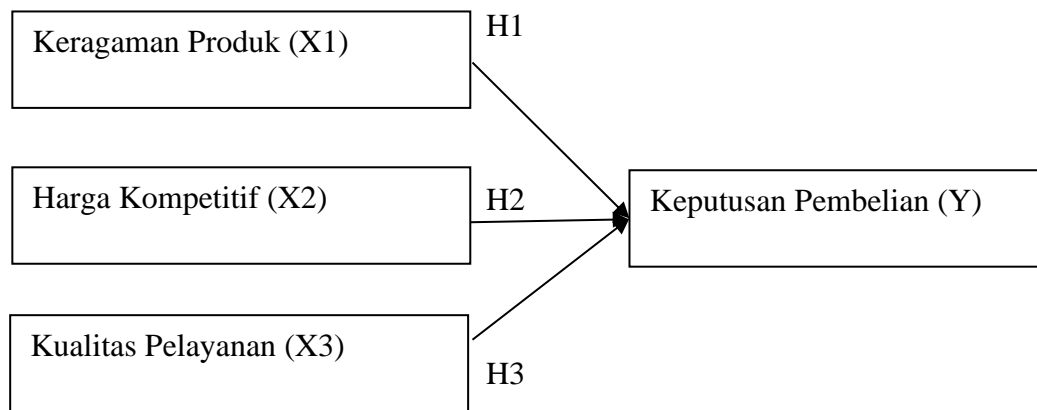 Keragaman Produk (X1)
H1
Harga Kompetitif (X2)
H2
Keputusan Pembelian (Y)
Kualitas Pelayanan (X3)
H3